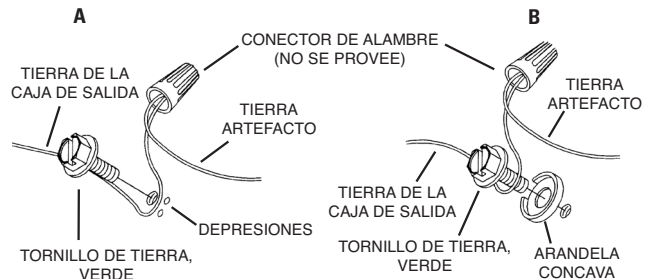 A
B
CONECTOR DE ALAMBRE
(NO SE PROVEE)
TIERRA DE LA
CAJA DE SALIDA
TIERRA
ARTEFACTO
DEPRESIONES
TORNILLO DE TIERRA,
VERDE
TIERRA
ARTEFACTO
TIERRA DE LA
CAJA DE SALIDA
TORNILLO DE TIERRA,
VERDE
ARANDELA
CONCAVA